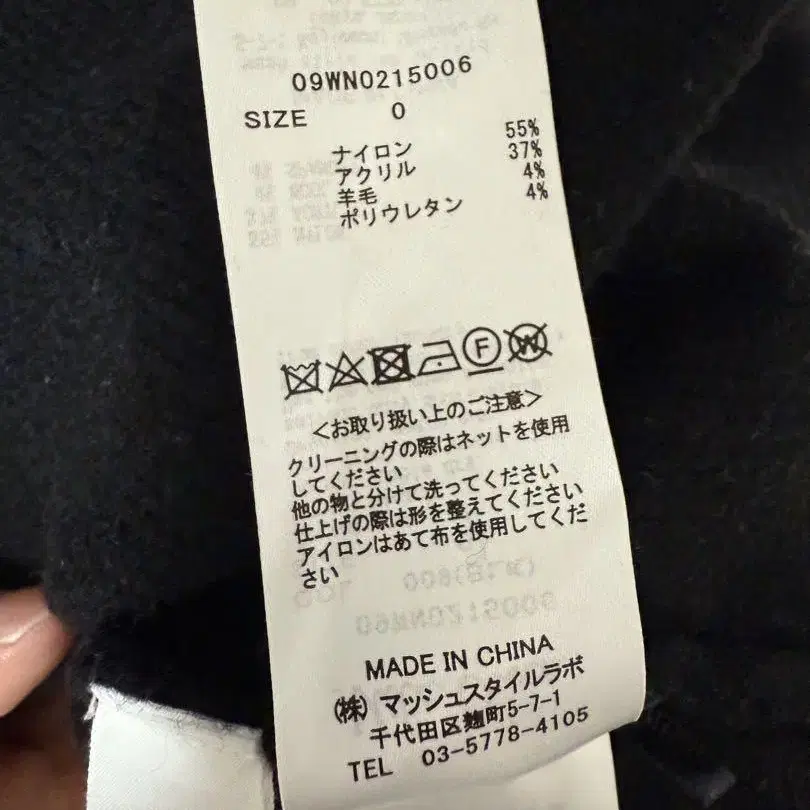 09WN0215006
SIZE 0
ナイロン 55%
アクリル 37%
羊毛 4%
ポリウレタン 4%
F W
<お取り扱い上のご注意>
クリーニングの際はネットを使用
してください
他の物と分けて洗ってください
仕上げの際は形を整えてください
アイロンはあて布を使用してくだ
さい
MADE IN CHINA
(株) マッシュスタイルラボ
千代田区麹町5-7-1
TEL 03-5778-4105